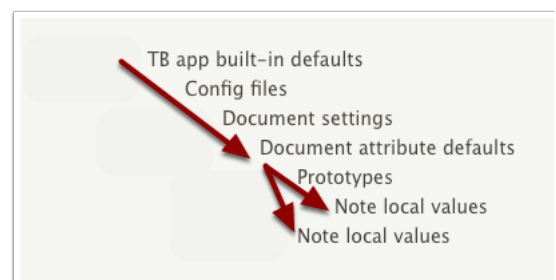 TB app built-in defaults
Config files
Document settings
Document attribute defaults
Prototypes
Note local values
Note local values